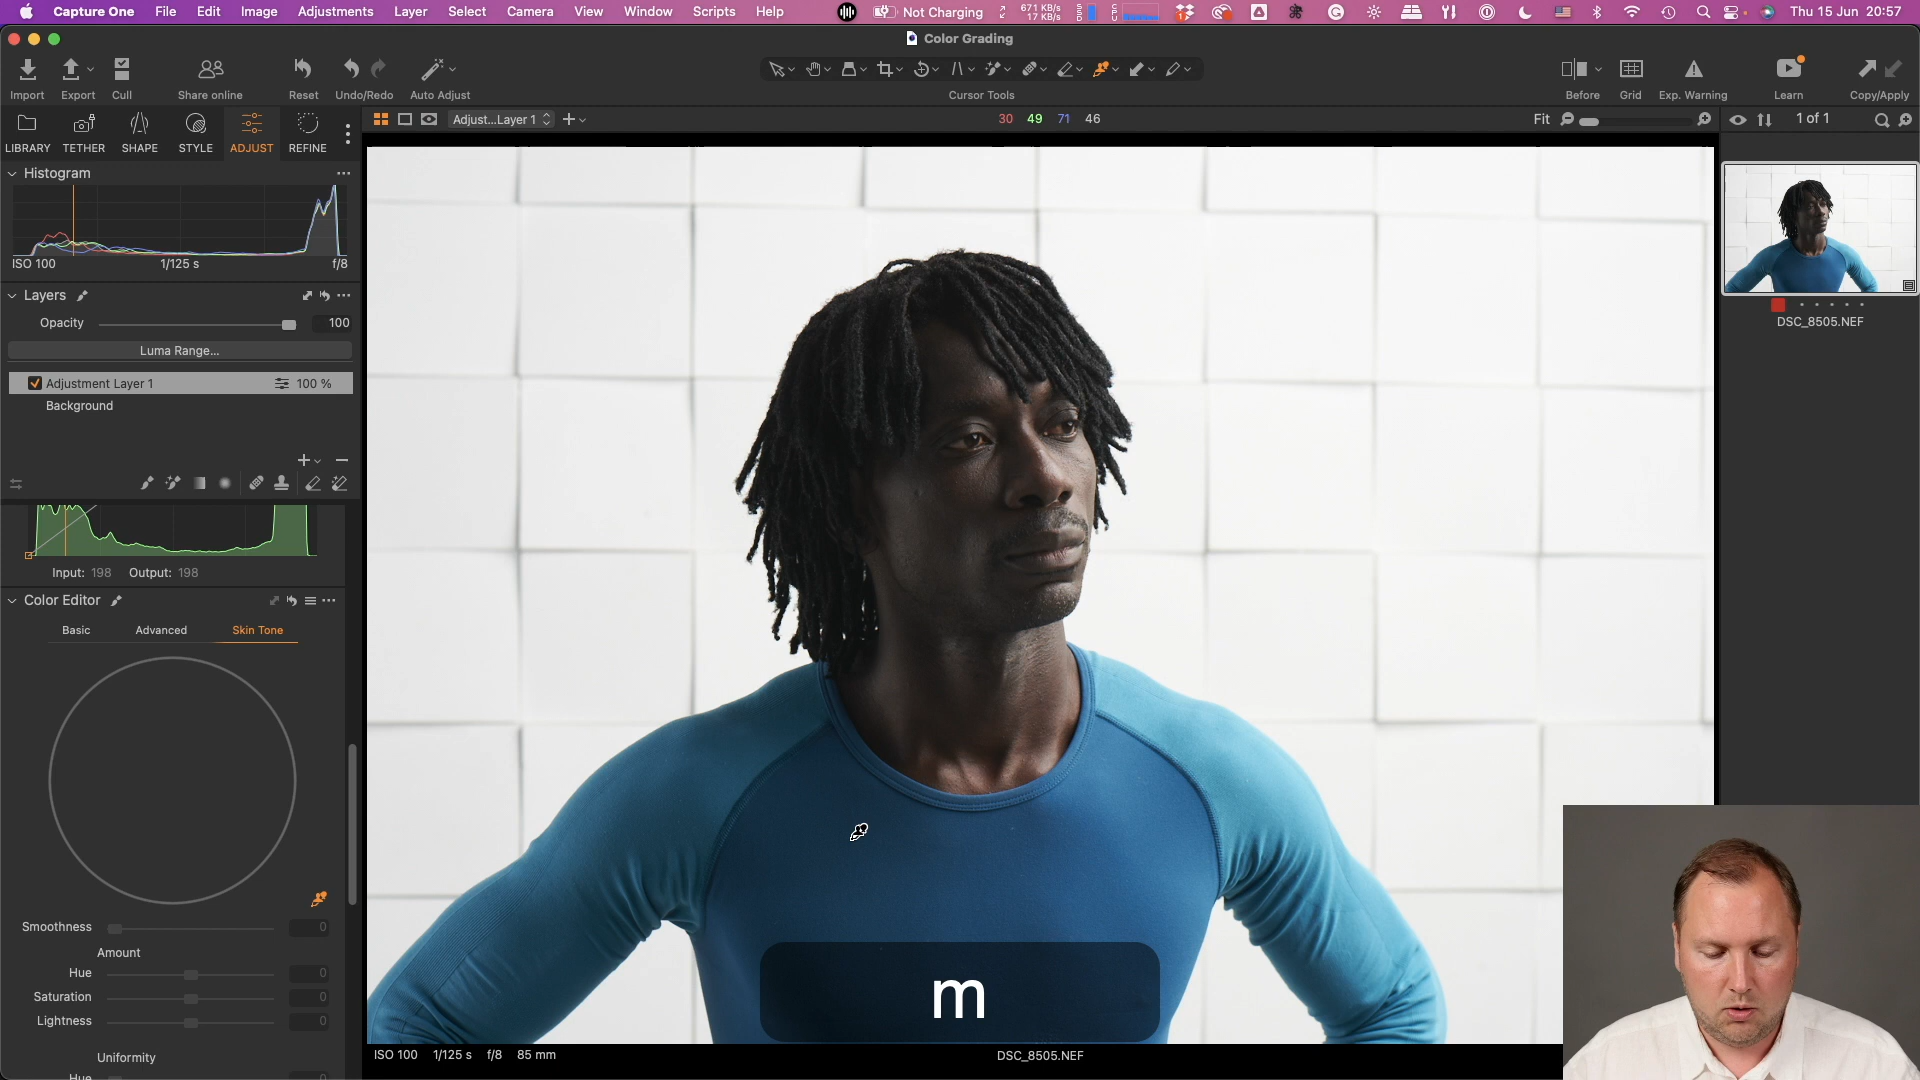 Capture One File Edit Image Adjustments Layer Select Camera View Window Scripts Help
Not Charging 671 KB/s 17 KB/s Thu 15 Jun 20:57
Color Grading
Import Export Cull Share online Reset Undo/Redo Auto Adjust Cursor Tools Before Grid Exp. Warning Learn Copy/Apply
LIBRARY TETHER SHAPE STYLE ADJUST REFINE
Adjust...Layer 1 30 49 71 46 Fit 1 of 1
Histogram
ISO 100 1/125 s f/8
Layers
Opacity 100
Luma Range...
Adjustment Layer 1 100 %
Background
Input: 198 Output: 198
Color Editor
Basic Advanced Skin Tone
Smoothness 0
Amount
Hue 0
Saturation 0
Lightness 0
Uniformity
Hue
m
ISO 100 1/125 s f/8 85 mm DSC_8505.NEF
DSC_8505.NEF